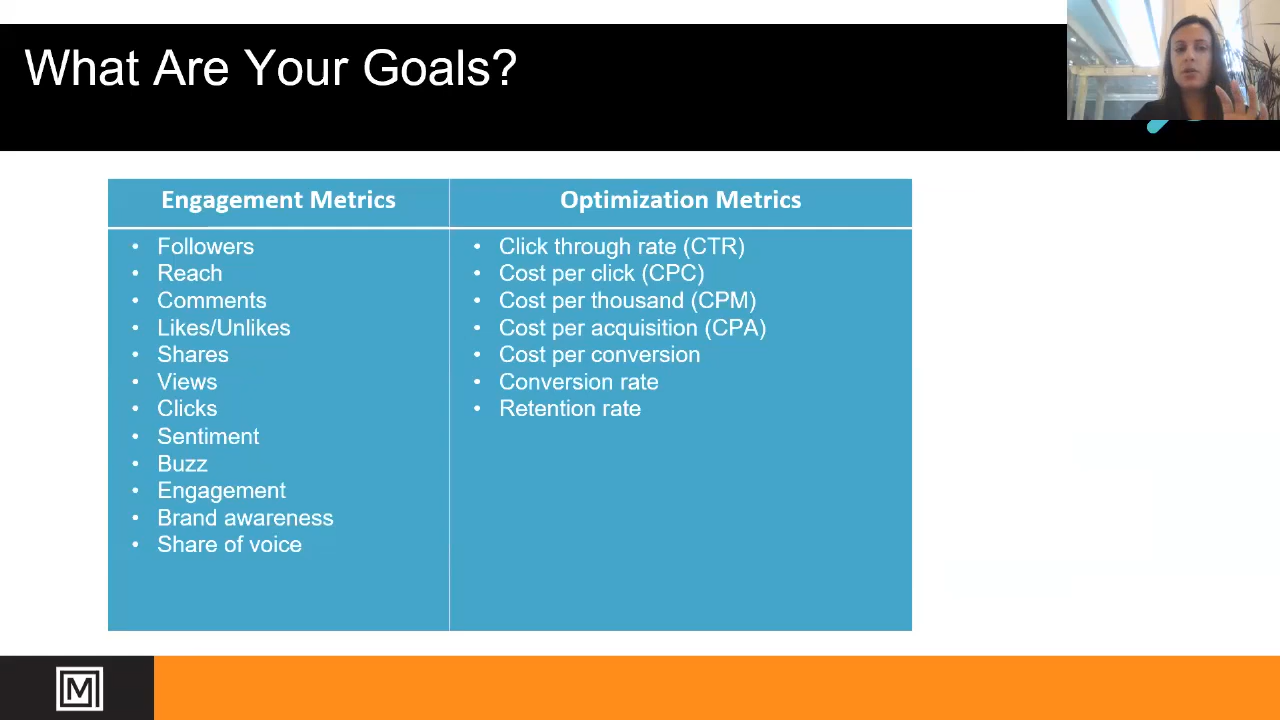 What Are Your Goals?
Engagement Metrics
• Followers
• Reach
• Comments
• Likes/Unlikes
• Shares
• Views
• Clicks
• Sentiment
• Buzz
• Engagement
• Brand awareness
• Share of voice
Optimization Metrics
• Click through rate (CTR)
• Cost per click (CPC)
• Cost per thousand (CPM)
• Cost per acquisition (CPA)
• Cost per conversion
• Conversion rate
• Retention rate
M